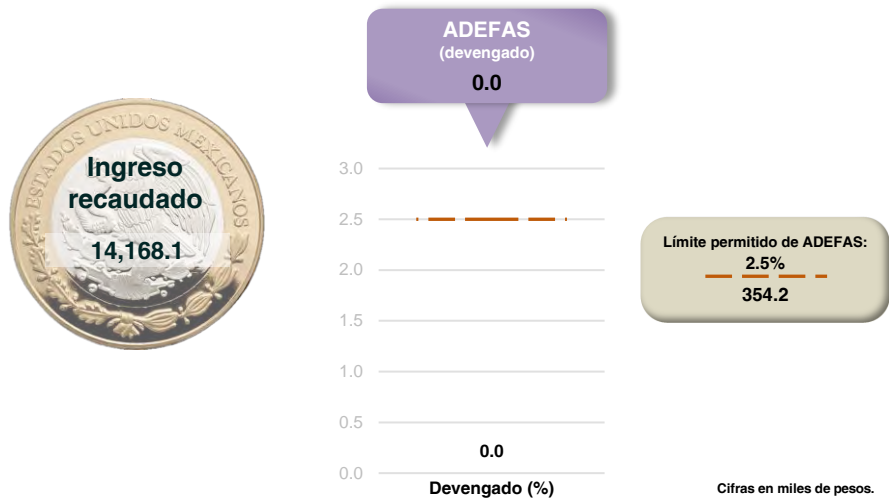 ADEFAS
(devengado)
0.0
ESTADOS UNIDOS MEXICANOS
Ingreso
recaudado
14,168.1
3.0
2.5
2.0
1.5
1.0
0.5
0.0
0.0
Devengado (%)
Límite permitido de ADEFAS:
2.5%
354.2
Cifras en miles de pesos.